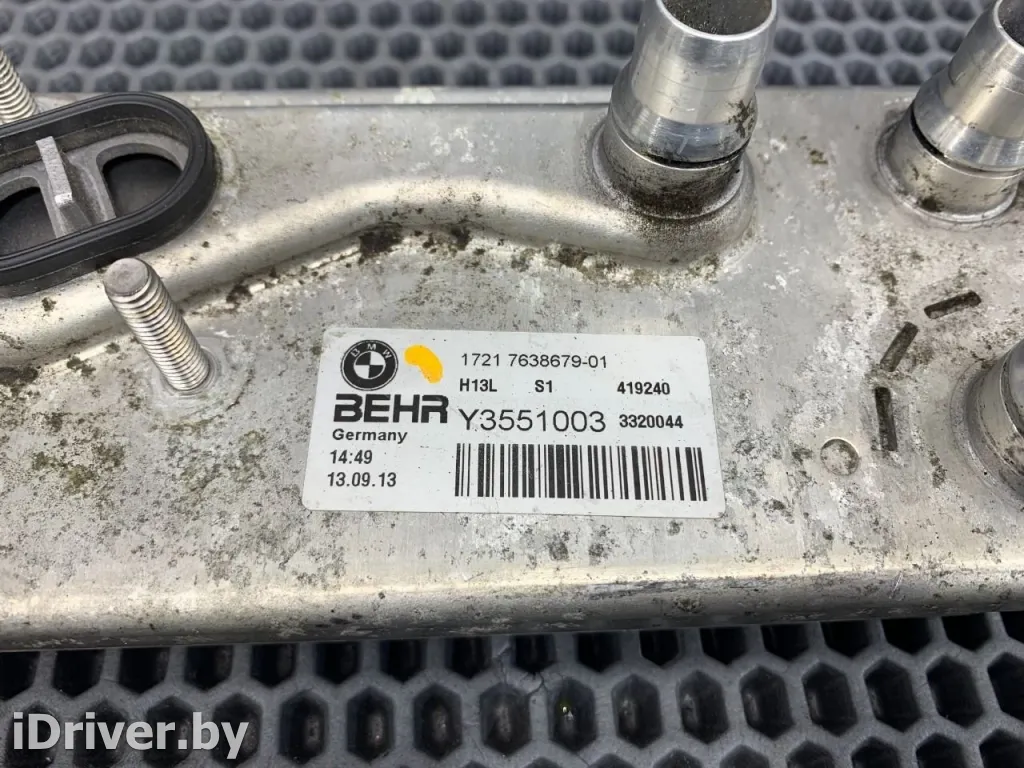 BMW
1721 7638679-01
H13L S1 419240
BEHR Y3551003 3320044
Germany
14:49
13.09.13
iDriver.by